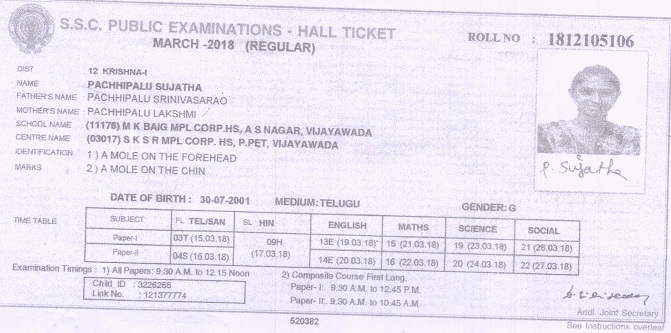 S.S.C. PUBLIC EXAMINATIONS - HALL TICKET
MARCH -2018 (REGULAR)
ROLL NO : 1812105106
DIST : 12 KRISHNA-I
NAME : PACHHIPALU SUJATHA
FATHER'S NAME : PACHHIPALU SRINIVASARAO
MOTHER'S NAME : PACHHIPALU LAKSHMI
SCHOOL NAME : (11176) M K BAIG MPL CORP.HS, A S NAGAR, VIJAYAWADA
CENTRE NAME : (03017) S K S R MPL CORP. HS, P.PET, VIJAYAWADA
IDENTIFICATION 1 ) A MOLE ON THE FOREHEAD
MARKS 2 ) A MOLE ON THE CHIN
P. Sujatha
DATE OF BIRTH : 30-07-2001 MEDIUM: TELUGU GENDER: G
TIME TABLE
SUBJECT FL TEL/SAN SL HIN ENGLISH MATHS SCIENCE SOCIAL
Paper-I 03T (15.03.18) 09H (17.03.18) 13E (19.03.18) 15 (21.03.18) 19 (23.03.18) 21 (26.03.18)
Paper-II 04S (16.03.18) 14E (20.03.18) 16 (22.03.18) 20 (24.03.18) 22 (27.03.18)
Examination Timings : 1) All Papers: 9.30 A.M. to 12.15 Noon 2) Composite Course First Lang.
Child_ID : 3226268 Paper- I:. 9.30 A.M. to 12.45 P.M.
Link No. : 121377774 Paper- II:. 9.30 A.M. to 10.45 A.M.
Addl. Joint Secretary
520382
See Instructions overleaf